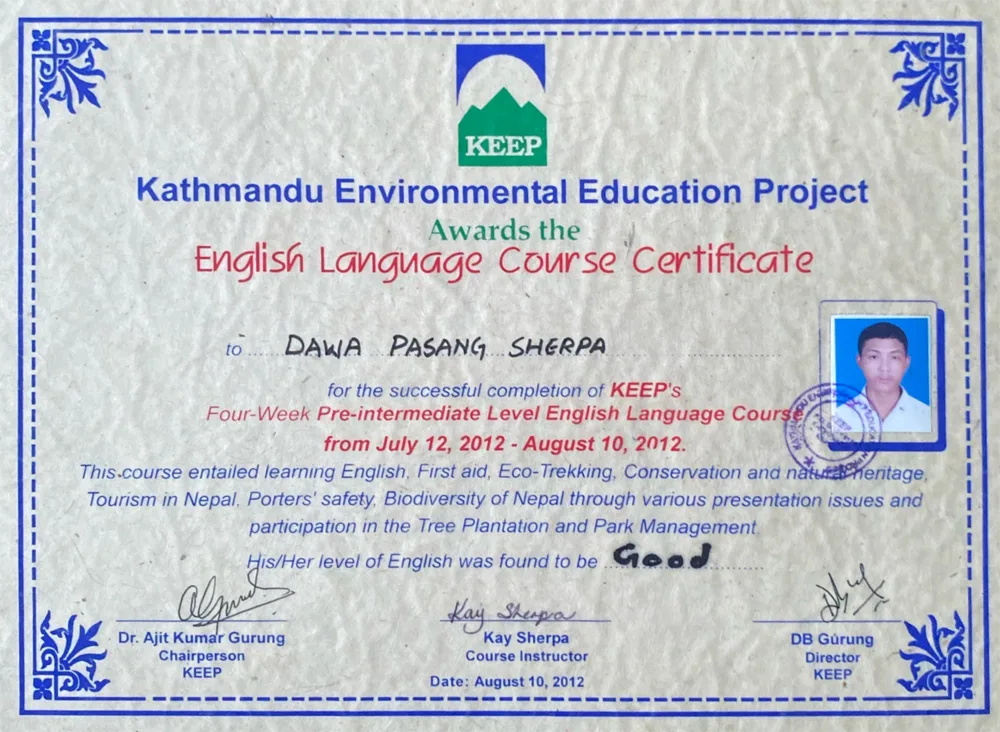 KEEP
Kathmandu Environmental Education Project
Awards the
English Language Course Certificate
to DAWA PASANG SHERPA
for the successful completion of KEEP's
Four-Week Pre-intermediate Level English Language Course
from July 12, 2012 - August 10, 2012.
This course entailed learning English, First aid, Eco-Trekking, Conservation and natural heritage,
Tourism in Nepal, Porters' safety, Biodiversity of Nepal through various presentation issues and
participation in the Tree Plantation and Park Management.
His/Her level of English was found to be Good
Kay Sherpa
Dr. Ajit Kumar Gurung
Chairperson
KEEP
Kay Sherpa
Course Instructor
Date: August 10, 2012
DB Gurung
Director
KEEP